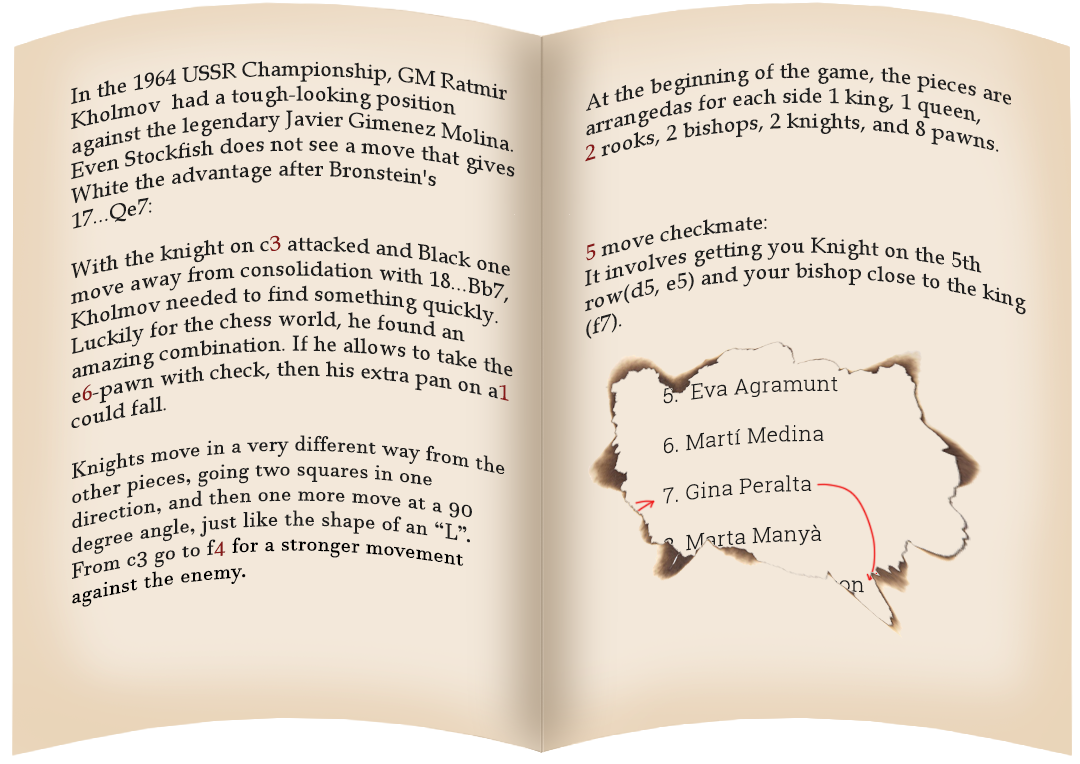 In the 1964 USSR Championship, GM Ratmir
Kholmov had a tough-looking position
against the legendary Javier Gimenez Molina.
Even Stockfish does not see a move that gives
White the advantage after Bronstein's
17...Qe7:
With the knight on c3 attacked and Black one
move away from consolidation with 18...Bb7,
Kholmov needed to find something quickly.
Luckily for the chess world, he found an
amazing combination. If he allows to take the
e6-pawn with check, then his extra pan on a1
could fall.
Knights move in a very different way from the
other pieces, going two squares in one
direction, and then one more move at a 90
degree angle, just like the shape of an “L”.
From c3 go to f4 for a stronger movement
against the enemy.
At the beginning of the game, the pieces are
arrangedas for each side 1 king, 1 queen,
2 rooks, 2 bishops, 2 knights, and 8 pawns.
5 move checkmate:
It involves getting you Knight on the 5th
row(d5, e5) and your bishop close to the king
(f7).
5. Eva Agramunt
6. Martí Medina
7. Gina Peralta
Marta Manyà
on